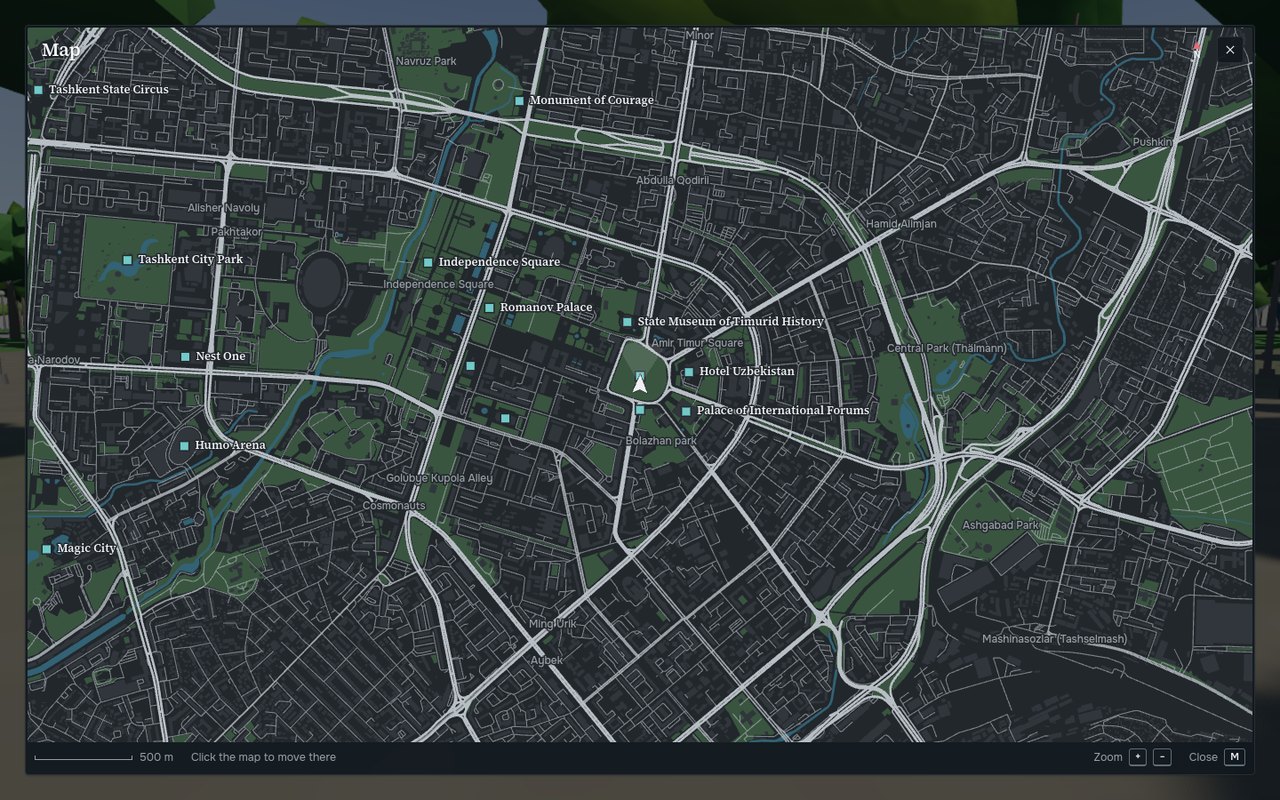 Map
Minor
Navruz Park
Tashkent State Circus
Monument of Courage
Pushkin
Abdulla Qodirii
Alisher Navoiy
Hamid Alimjan
Pakhtakor
Tashkent City Park
Independence Square
Independence Square
Romanov Palace
State Museum of Timurid History
Amir Timur Square
Central Park (Thälmann)
Nest One
a Narodov
Hotel Uzbekistan
Palace of International Forums
Bolazhan park
Humo Arena
Golubye Kupola Alley
Cosmonauts
Ashgabad Park
Magic City
Ming Urik
Mashinasozlar (Tashselmash)
Aybek
500 m
Click the map to move there
Zoom + -
Close M